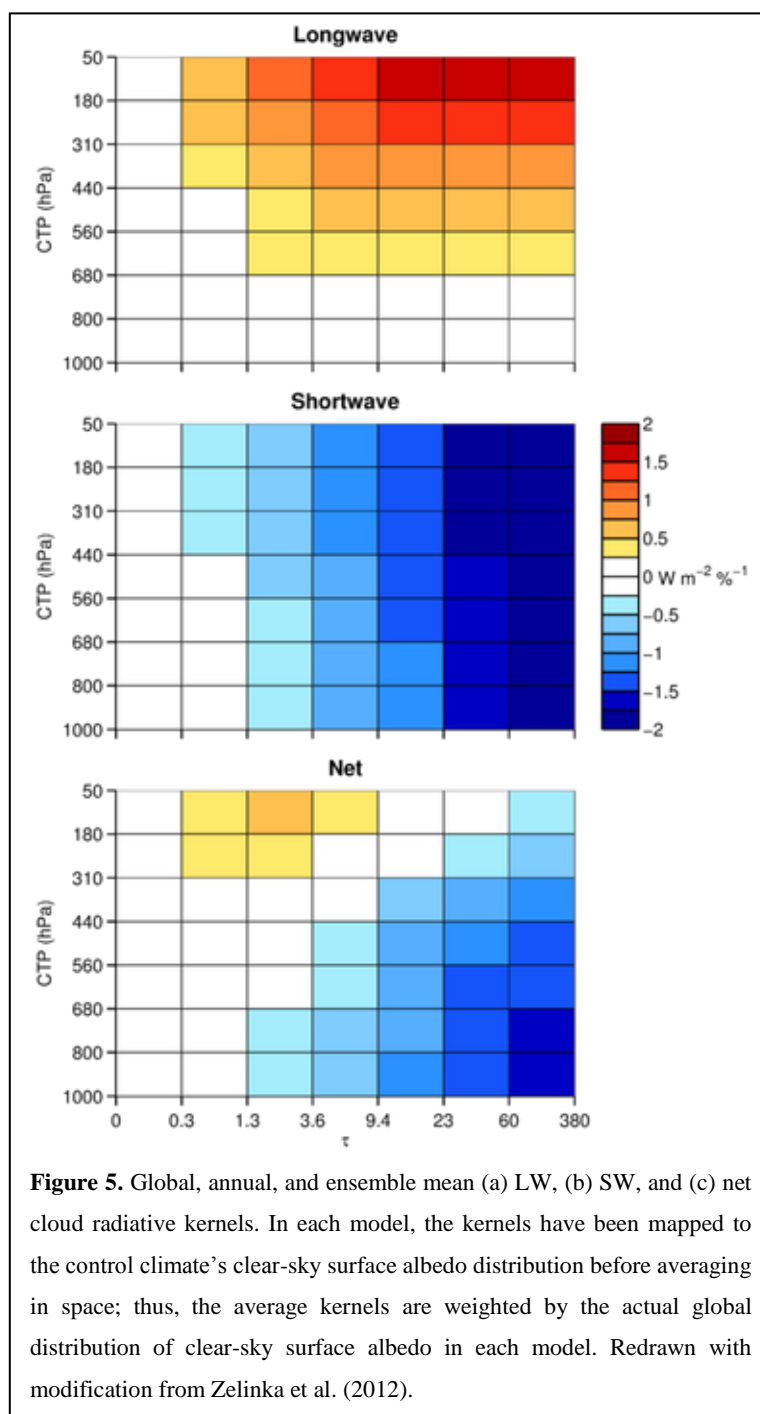 Longwave
50
180
310
440
560
680
800
1000
CTP (hPa)
Shortwave
50
180
310
440
560
680
800
1000
CTP (hPa)
2
1.5
1
0.5
0 W m⁻² %⁻¹
−0.5
−1
−1.5
−2
Net
50
180
310
440
560
680
800
1000
CTP (hPa)
0 0.3 1.3 3.6 9.4 23 60 380
τ
Figure 5. Global, annual, and ensemble mean (a) LW, (b) SW, and (c) net
cloud radiative kernels. In each model, the kernels have been mapped to
the control climate’s clear-sky surface albedo distribution before averaging
in space; thus, the average kernels are weighted by the actual global
distribution of clear-sky surface albedo in each model. Redrawn with
modification from Zelinka et al. (2012).